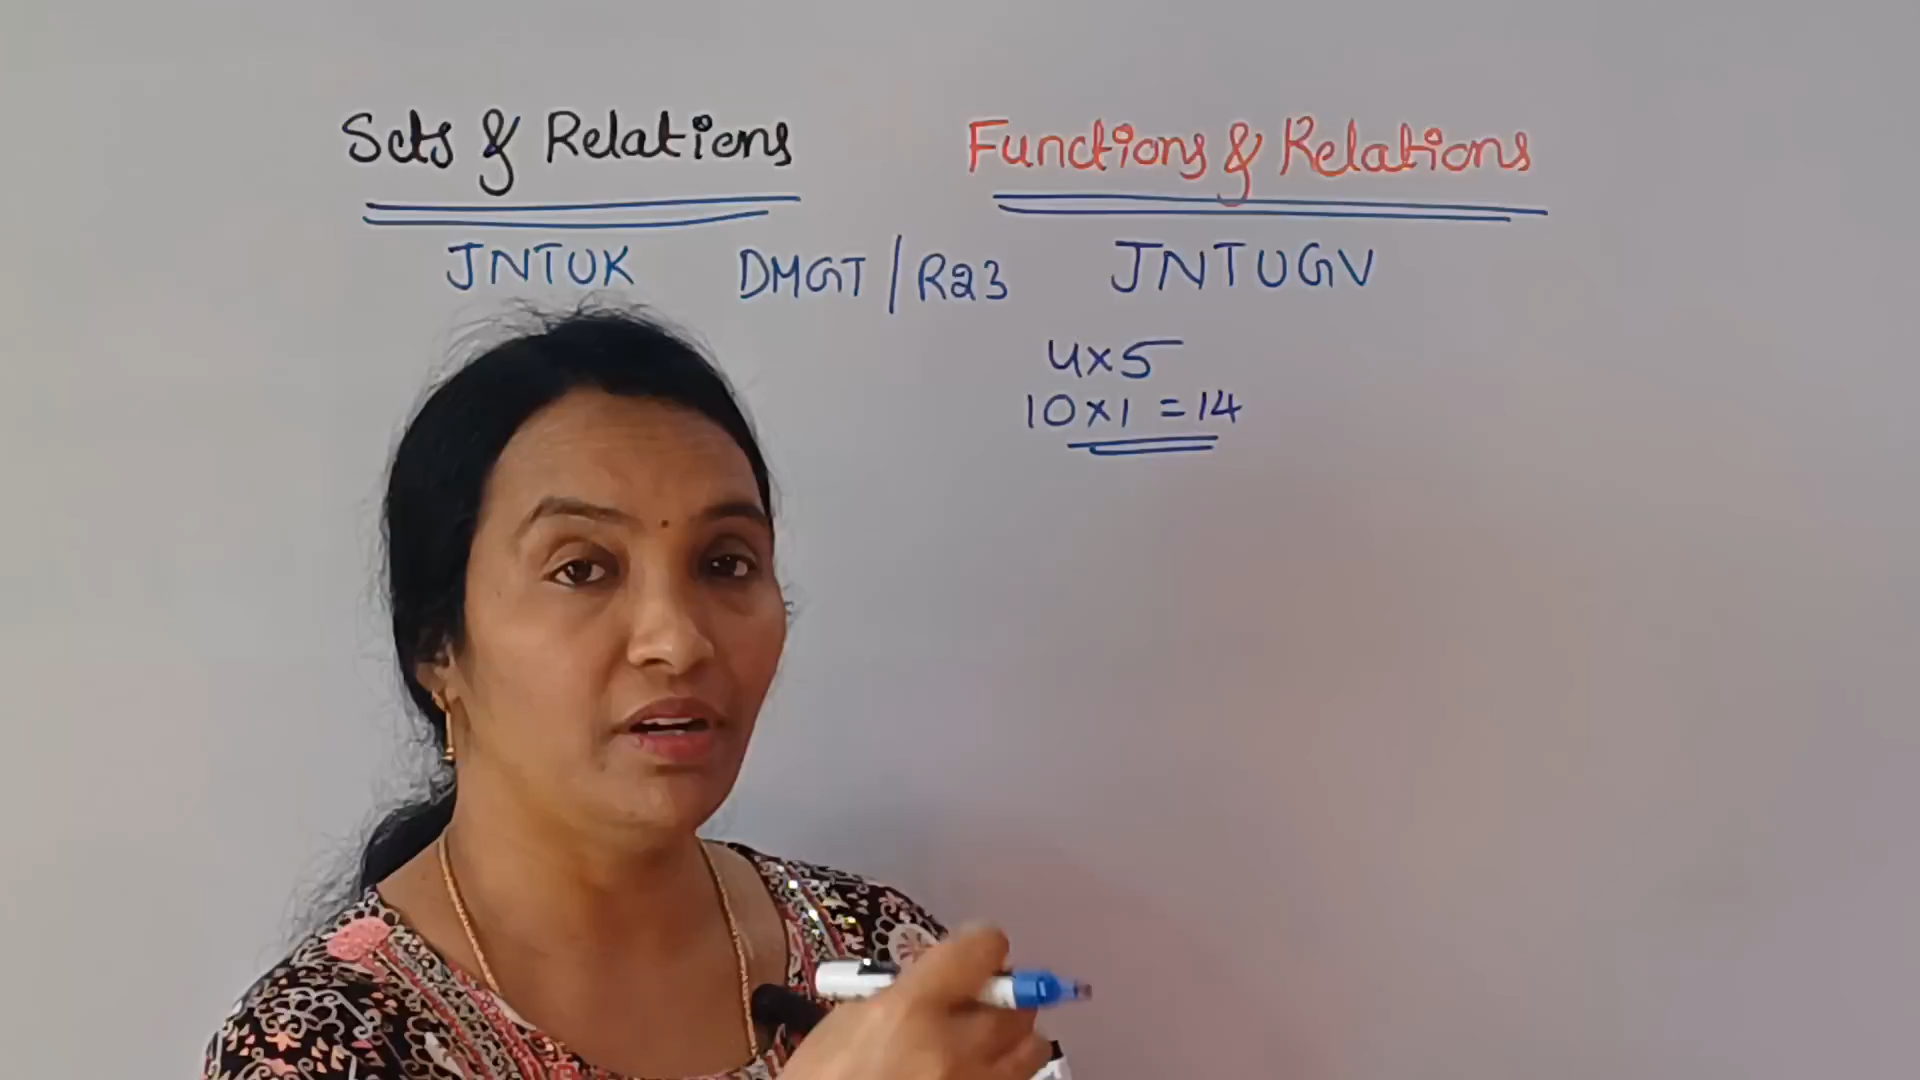 Sets & Relations
Functions & Relations
JNTUK
DMGT / R23
JNTUGV
4x5
10x1 = 14